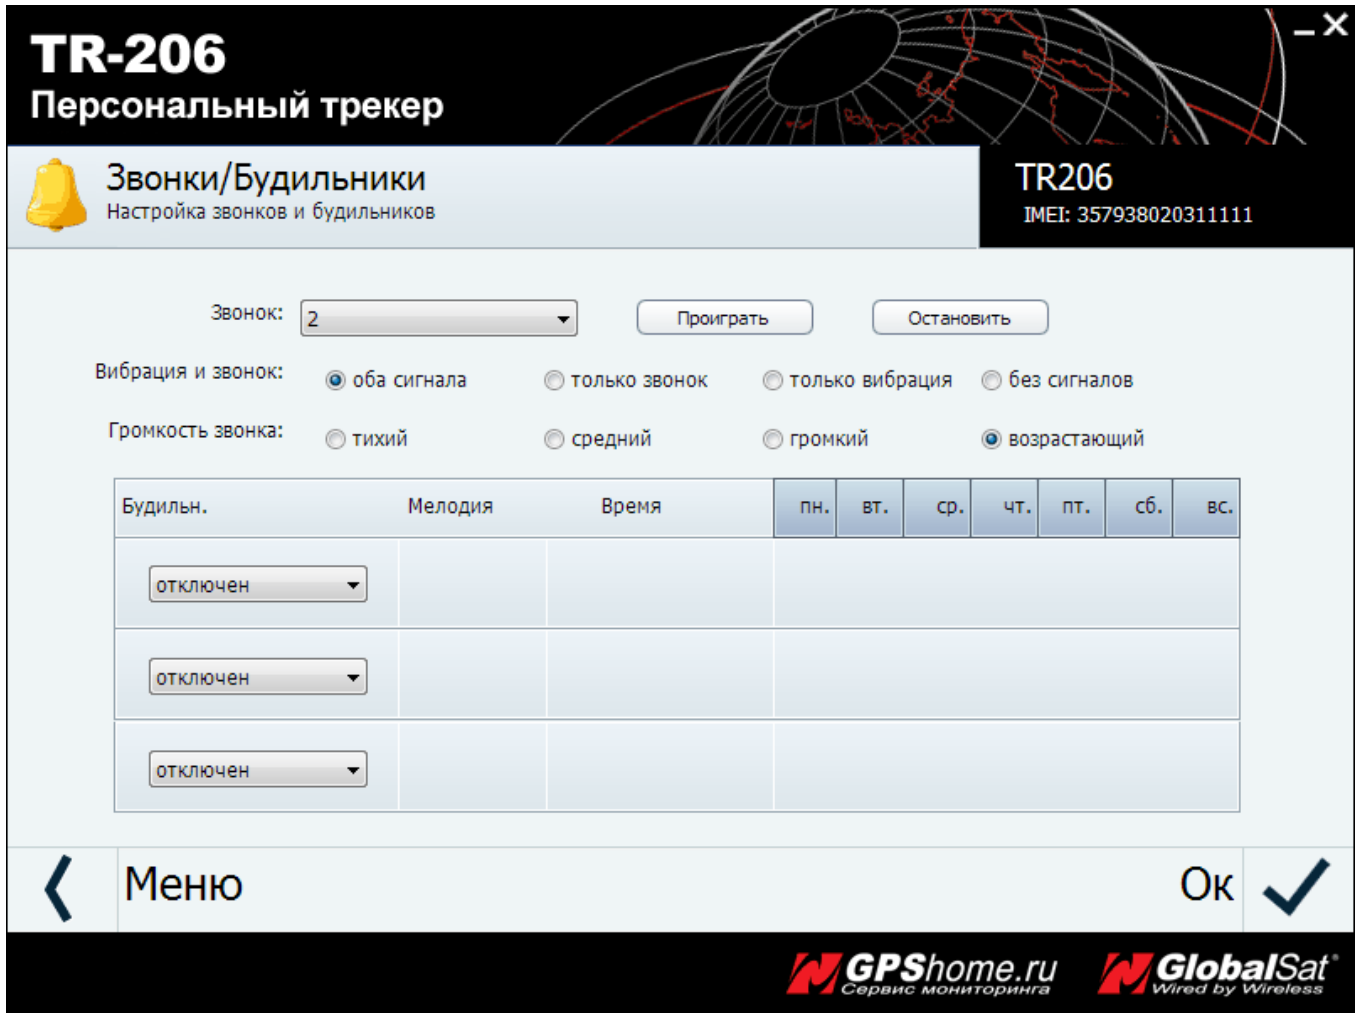 TR-206
Персональный трекер
Звонки/Будильники
Настройка звонков и будильников
TR206
IMEI: 357938020311111
Звонок: 2 Проиграть Остановить
Вибрация и звонок: оба сигнала только звонок только вибрация без сигналов
Громкость звонка: тихий средний громкий возрастающий
Будильн. Мелодия Время пн. вт. ср. чт. пт. сб. вс.
отключен
отключен
отключен
Меню Ок
GPShome.ru
Сервис мониторинга
GlobalSat
Wired by Wireless